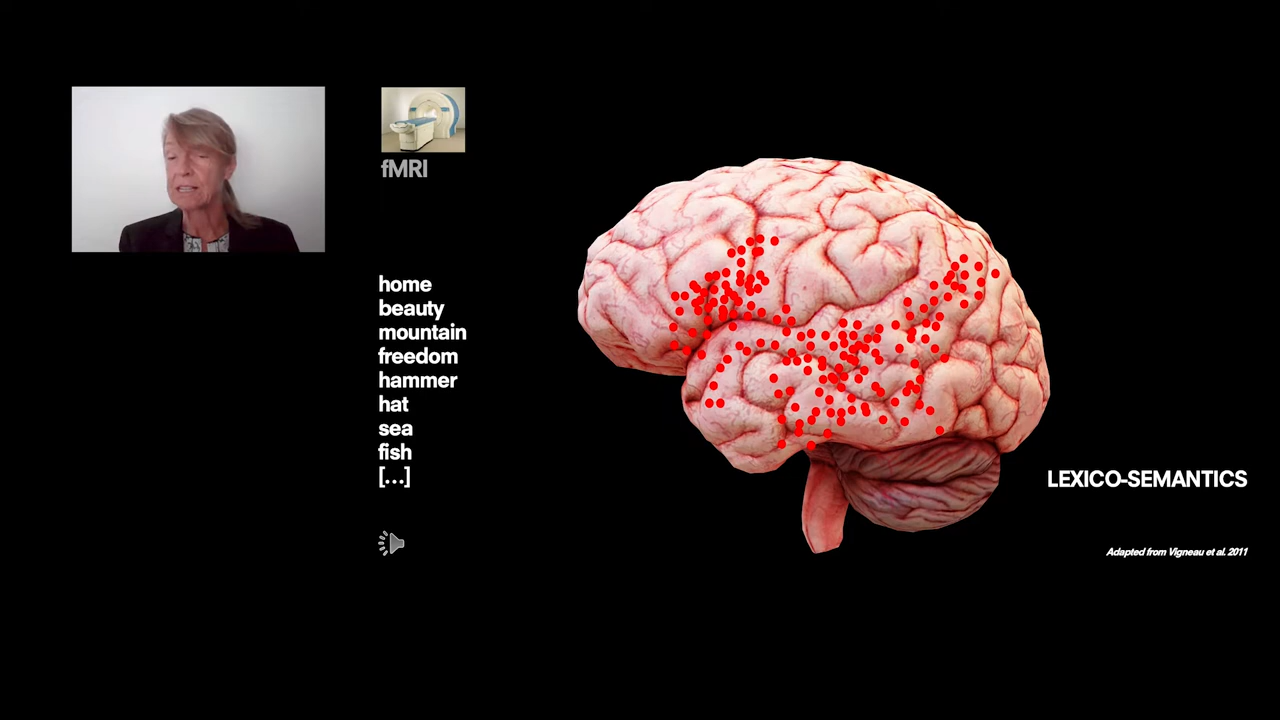 fMRI
home
beauty
mountain
freedom
hammer
hat
sea
fish
[...]
LEXICO-SEMANTICS
Adapted from Vigneau et al. 2011